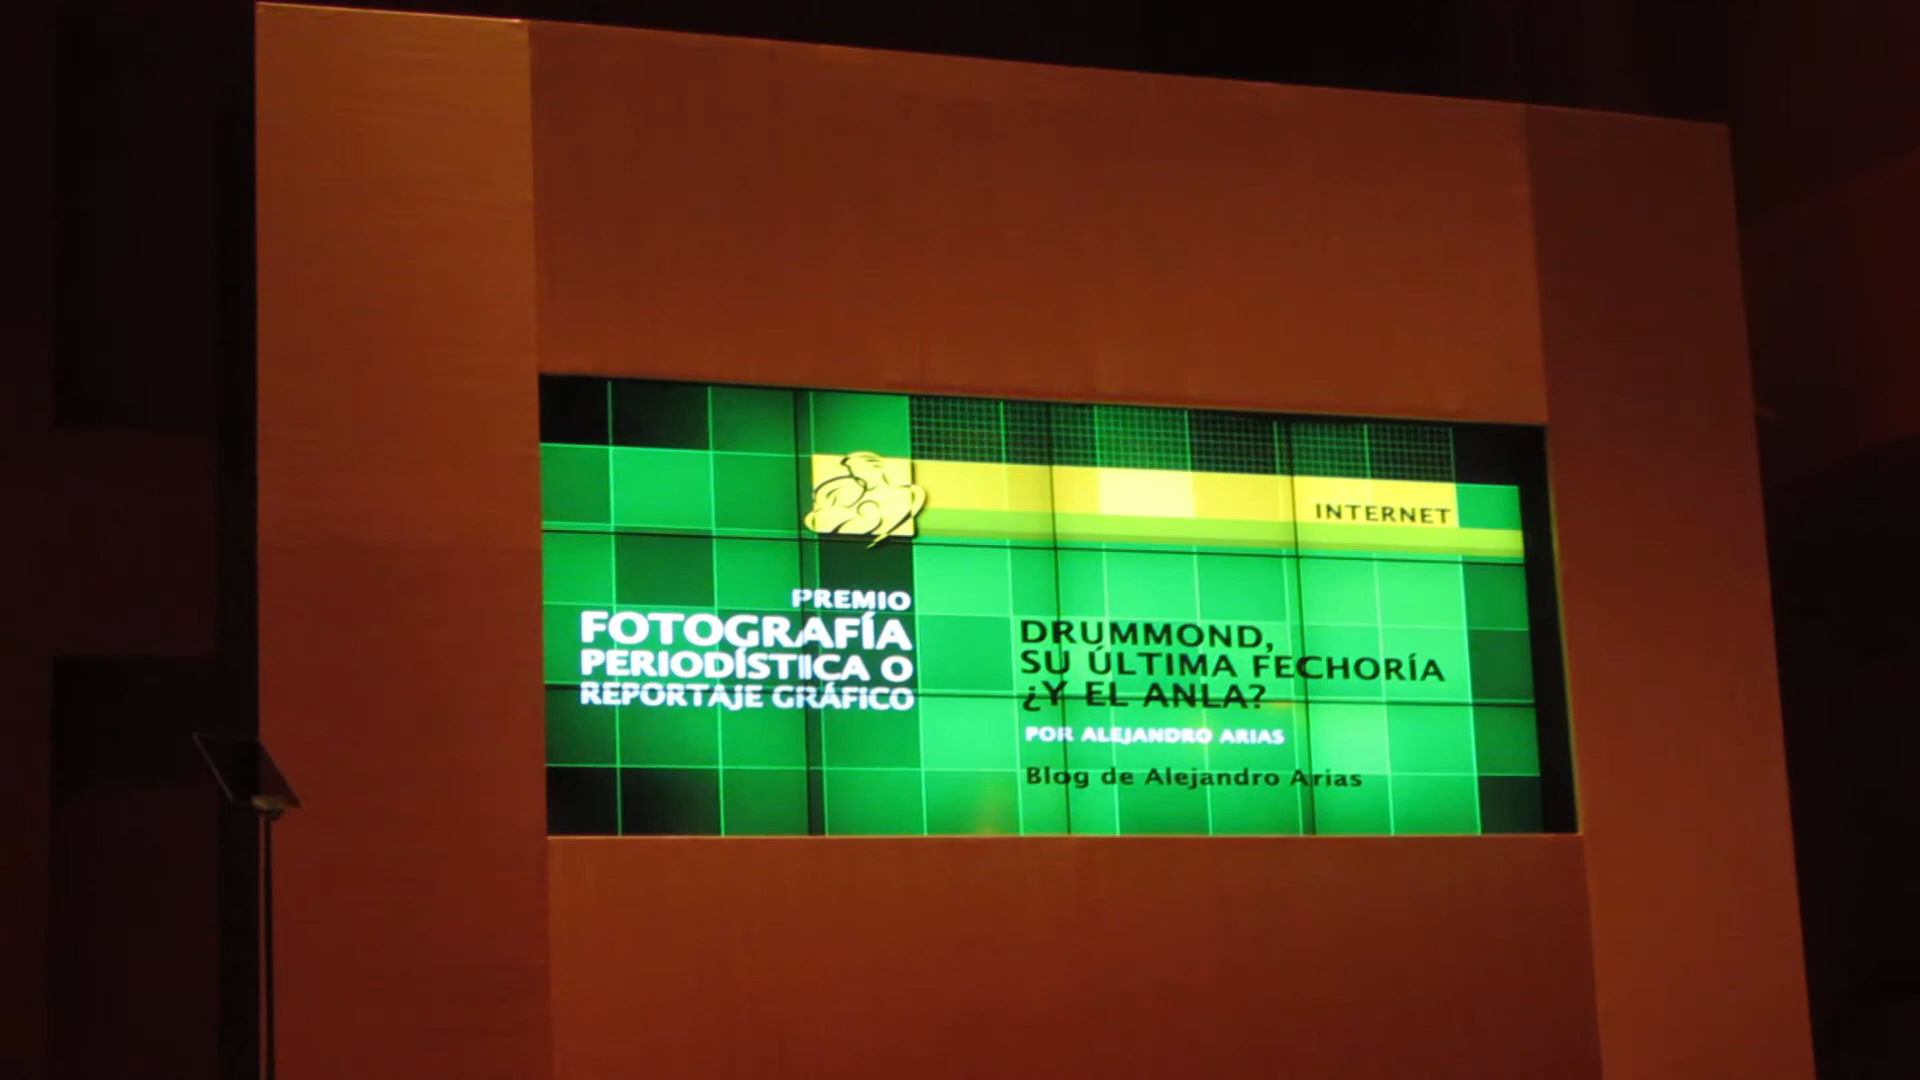 INTERNET
PREMIO
FOTOGRAFÍA
PERIODÍSTICA O
REPORTAJE GRÁFICO
DRUMMOND,
SU ÚLTIMA FECHORÍA
¿Y EL ANLA?
POR ALEJANDRO ARIAS
Blog de Alejandro Arias